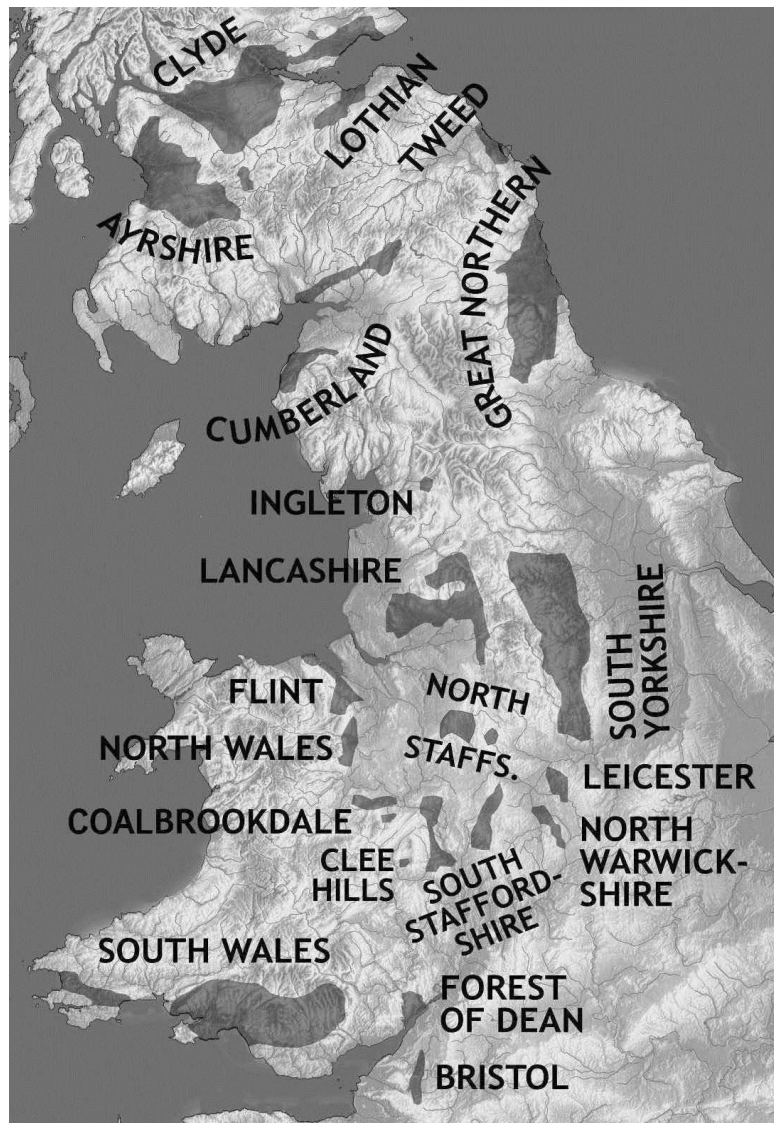 CLYDE
LOTHIAN
TWEED
AYRSHIRE
GREAT NORTHERN
CUMBERLAND
INGLETON
LANCASHIRE
SOUTH
YORKSHIRE
FLINT
NORTH
STAFFS.
NORTH WALES
LEICESTER
COALBROOKDALE
NORTH
WARWICK-
SHIRE
CLEE
HILLS
SOUTH
STAFFORD-
SHIRE
SOUTH WALES
FOREST
OF DEAN
BRISTOL